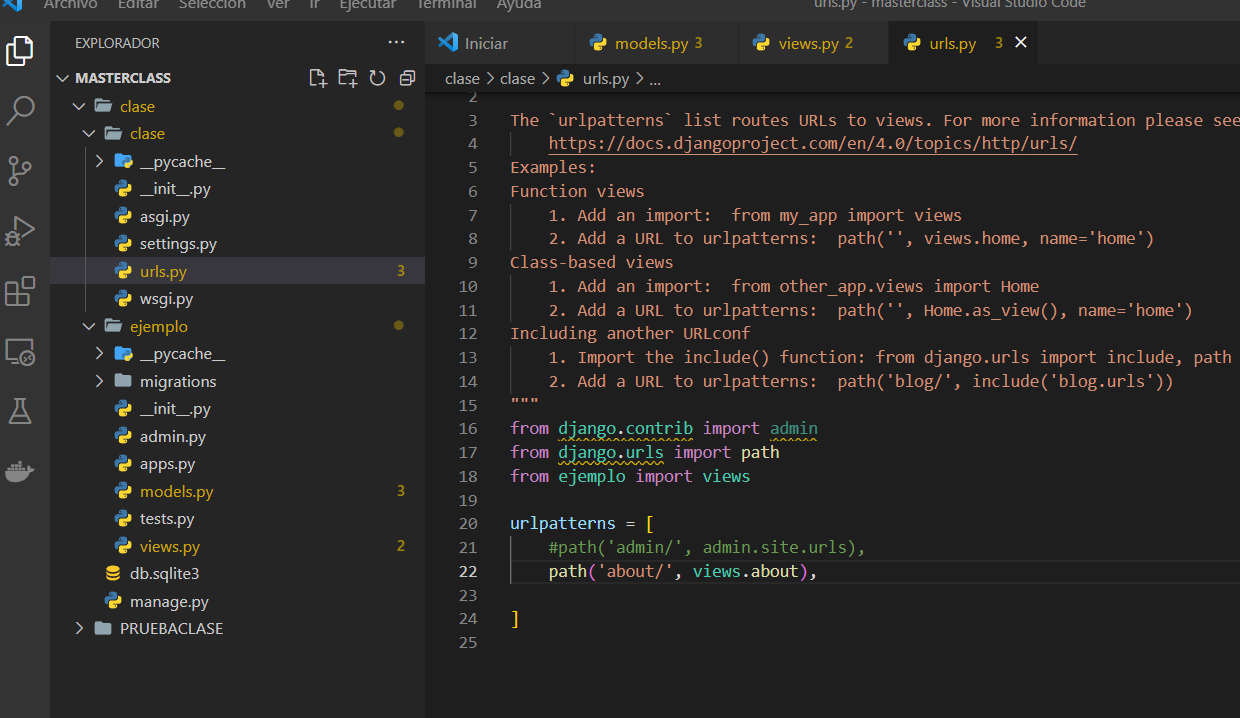 Archivo Editar Selección Ver Ir Ejecutar Terminal Ayuda
urls.py - masterclass - Visual Studio Code
EXPLORADOR
MASTERCLASS
clase
clase
__pycache__
__init__.py
asgi.py
settings.py
urls.py 3
wsgi.py
ejemplo
__pycache__
migrations
__init__.py
admin.py
apps.py
models.py 3
tests.py
views.py 2
db.sqlite3
manage.py
PRUEBACLASE
Iniciar
models.py 3
views.py 2
urls.py 3
clase > clase > urls.py > ...
2
3 The `urlpatterns` list routes URLs to views. For more information please see
4     https://docs.djangoproject.com/en/4.0/topics/http/urls/
5 Examples:
6 Function views
7     1. Add an import:  from my_app import views
8     2. Add a URL to urlpatterns:  path('', views.home, name='home')
9 Class-based views
10     1. Add an import:  from other_app.views import Home
11     2. Add a URL to urlpatterns:  path('', Home.as_view(), name='home')
12 Including another URLconf
13     1. Import the include() function: from django.urls import include, path
14     2. Add a URL to urlpatterns:  path('blog/', include('blog.urls'))
15 """
16 from django.contrib import admin
17 from django.urls import path
18 from ejemplo import views
19
20 urlpatterns = [
21     #path('admin/', admin.site.urls),
22     path('about/', views.about),
23
24 ]
25